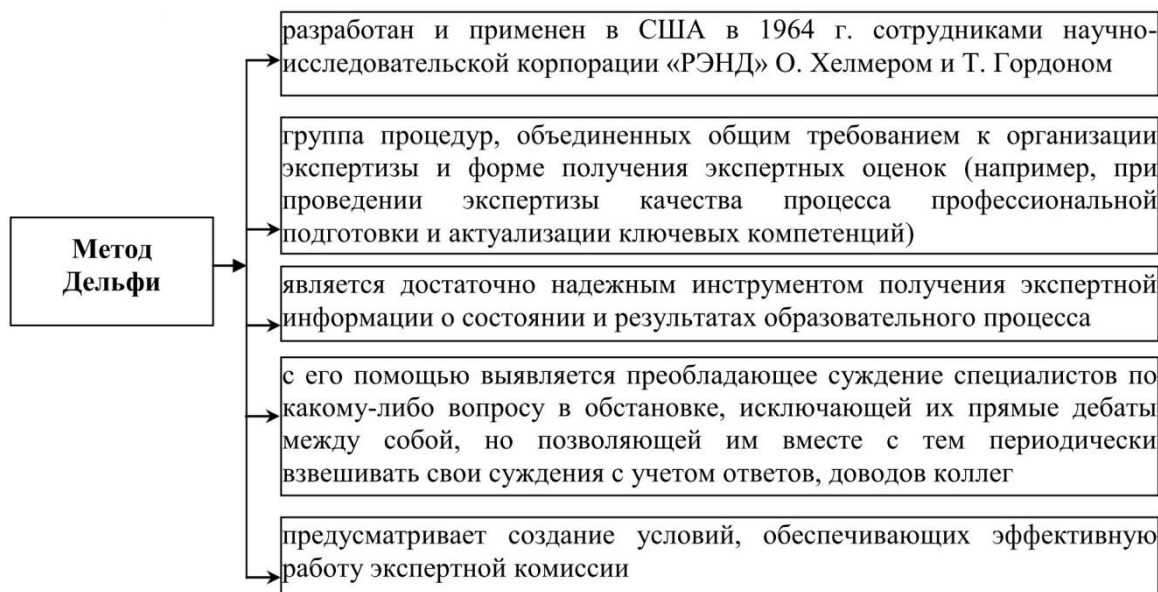 разработан и применен в США в 1964 г. сотрудниками научно-
исследовательской корпорации «РЭНД» О. Хелмером и Т. Гордоном
группа процедур, объединенных общим требованием к организации
экспертизы и форме получения экспертных оценок (например, при
проведении экспертизы качества процесса профессиональной
подготовки и актуализации ключевых компетенций)
Метод
Дельфи
является достаточно надежным инструментом получения экспертной
информации о состоянии и результатах образовательного процесса
с его помощью выявляется преобладающее суждение специалистов по
какому-либо вопросу в обстановке, исключающей их прямые дебаты
между собой, но позволяющей им вместе с тем периодически
взвешивать свои суждения с учетом ответов, доводов коллег
предусматривает создание условий, обеспечивающих эффективную
работу экспертной комиссии